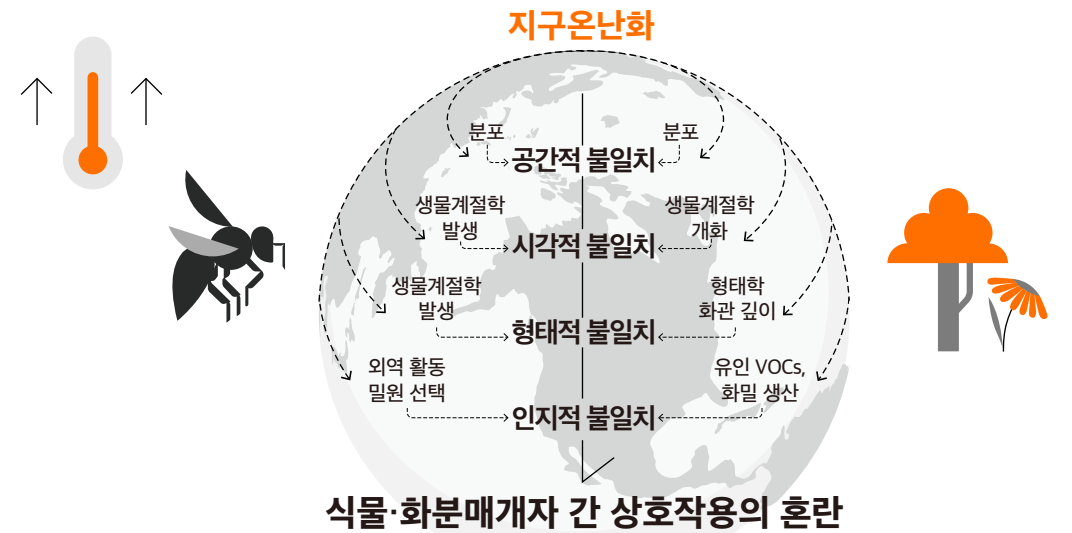 지구온난화
분포
분포
공간적 불일치
생물계절학
발생
생물계절학
개화
시각적 불일치
생물계절학
발생
형태학
화관 깊이
형태적 불일치
외역 활동
밀원 선택
유인 VOCs,
화밀 생산
인지적 불일치
식물·화분매개자 간 상호작용의 혼란